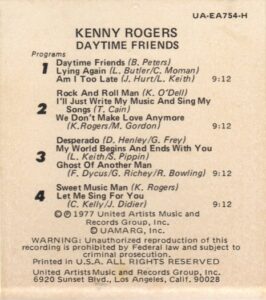 UA-EA754-H
KENNY ROGERS
DAYTIME FRIENDS
Programs
1 Daytime Friends (B. Peters)
Lying Again (L. Butler/C. Moman)
Am I Too Late (J. Hurt/L. Keith) 9:12
2 Rock And Roll Man (K. O'Dell)
I'll Just Write My Music And Sing My
Songs (T. Cain)
We Don't Make Love Anymore
(K.Rogers/M. Gordon) 9:12
3 Desperado (D. Henley/G. Frey)
My World Begins And Ends With You
(L. Keith/S. Pippin)
Ghost Of Another Man
(F. Dycus/G. Richey/R. Bowling) 9:12
4 Sweet Music Man (K. Rogers)
Let Me Sing For You
(C. Kelly/J. Didier) 9:12
©℗1977 United Artists Music and
Records Group, Inc.
© UAMARG, Inc.
WARNING: Unauthorized reproduction of this
recording is prohibited by Federal law and subject to
criminal prosecution.
Printed in U.S.A. ALL RIGHTS RESERVED
United Artists Music and Records Group, Inc.
6920 Sunset Blvd., Los Angeles, Calif. 90028